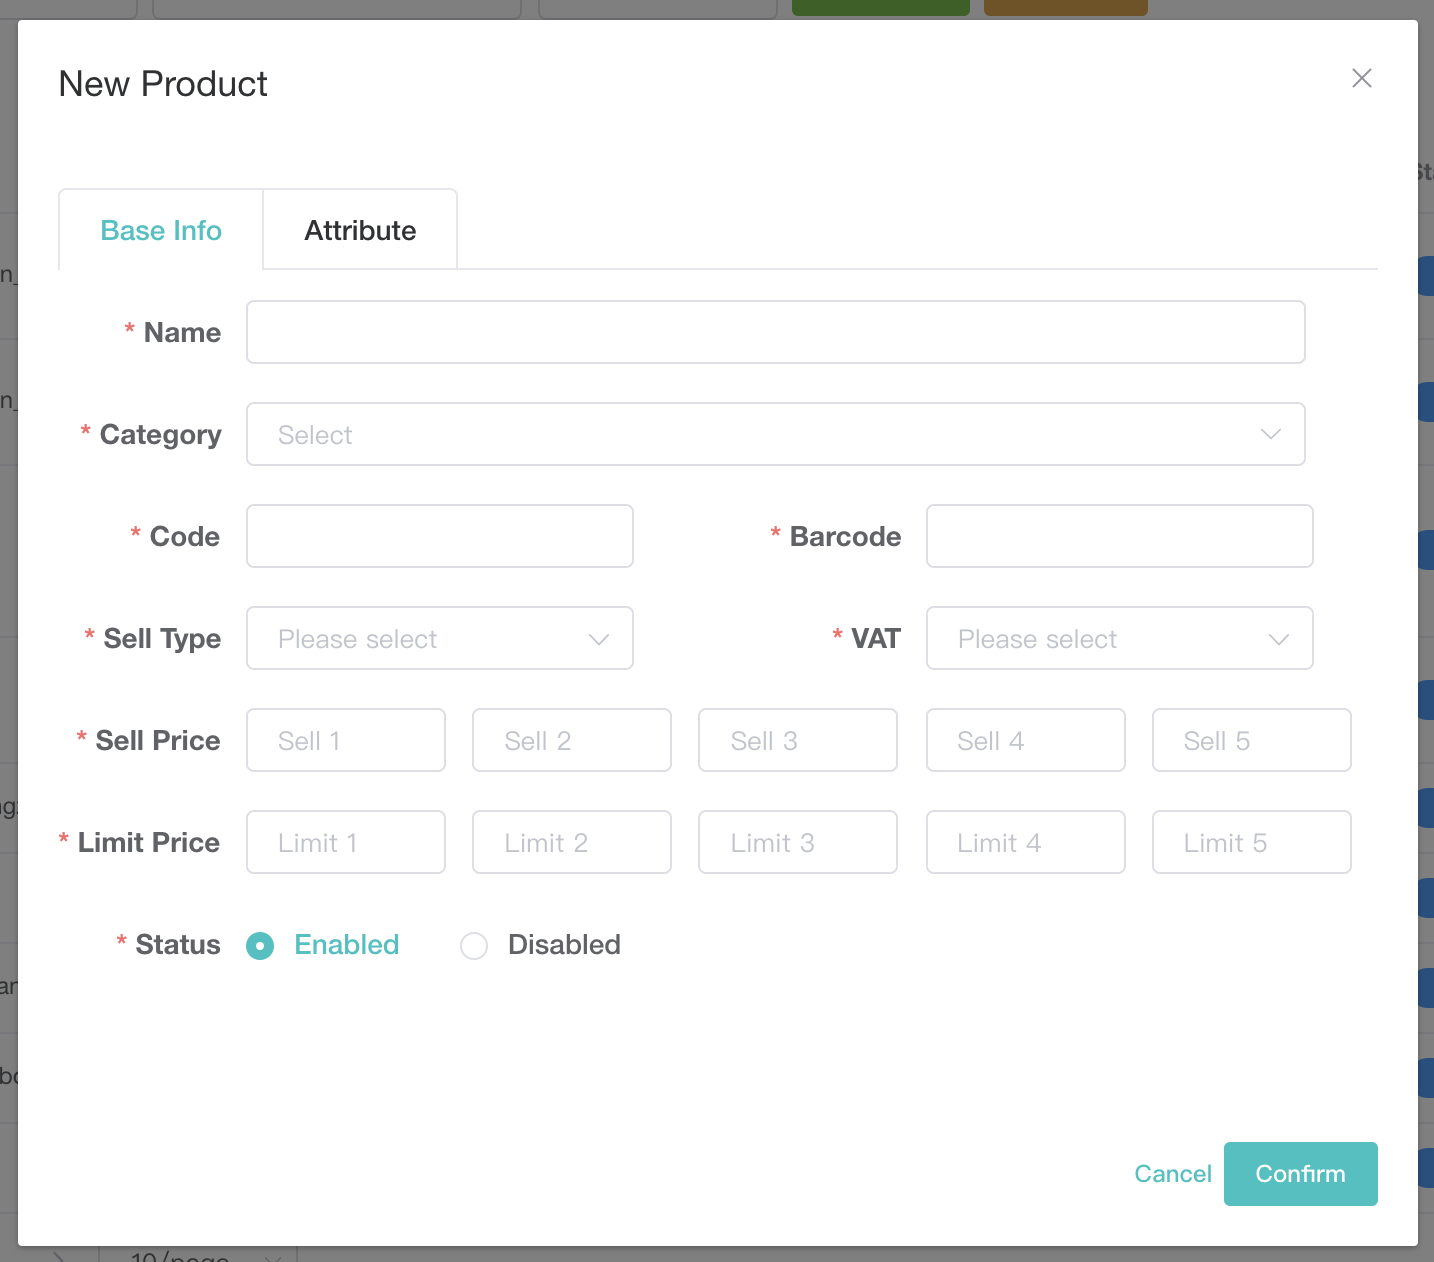 New Product
Base Info Attribute
* Name
* Category Select
* Code * Barcode
* Sell Type Please select * VAT Please select
* Sell Price Sell 1 Sell 2 Sell 3 Sell 4 Sell 5
* Limit Price Limit 1 Limit 2 Limit 3 Limit 4 Limit 5
* Status Enabled Disabled
Cancel Confirm
10/page